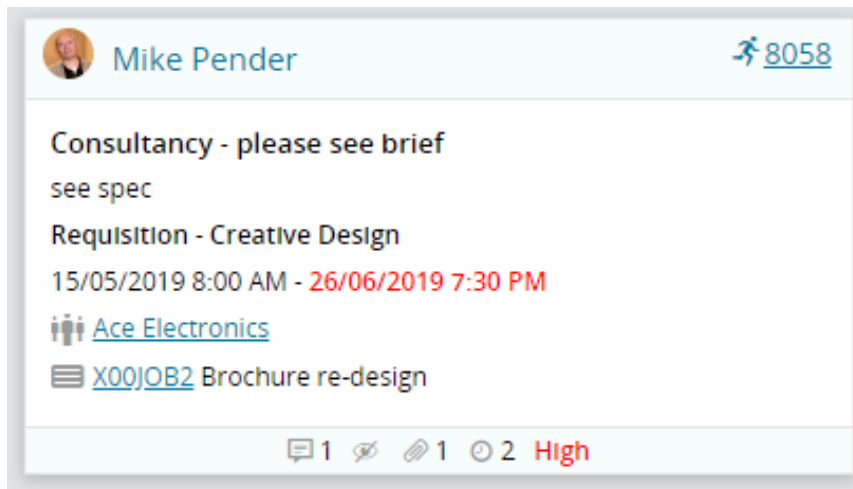 Mike Pender 8058
Consultancy - please see brief
see spec
Requisition - Creative Design
15/05/2019 8:00 AM - 26/06/2019 7:30 PM
Ace Electronics
X00JOB2 Brochure re-design
1 1 2 High